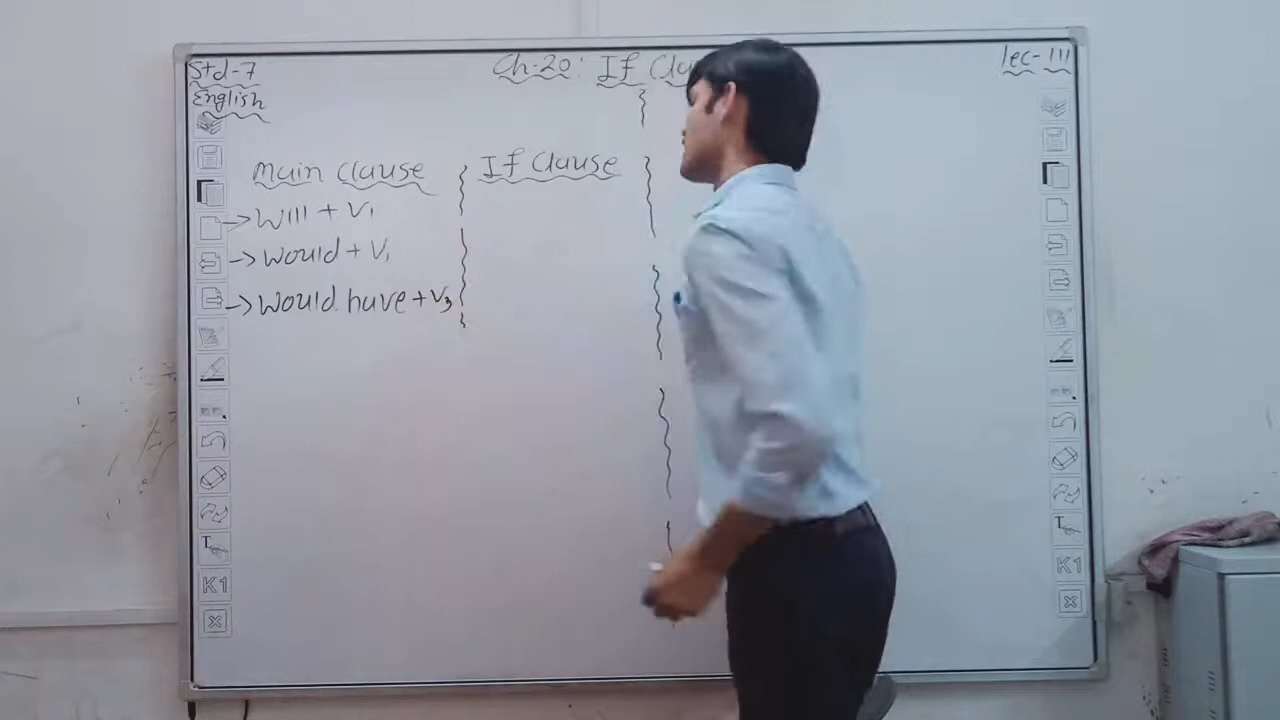 Std-7
English
Ch-20: If
lec-111
Main Clause
If Clause
→ Will + V1
→ Would + V1
→ Would have + V3
T
K1
T
K1